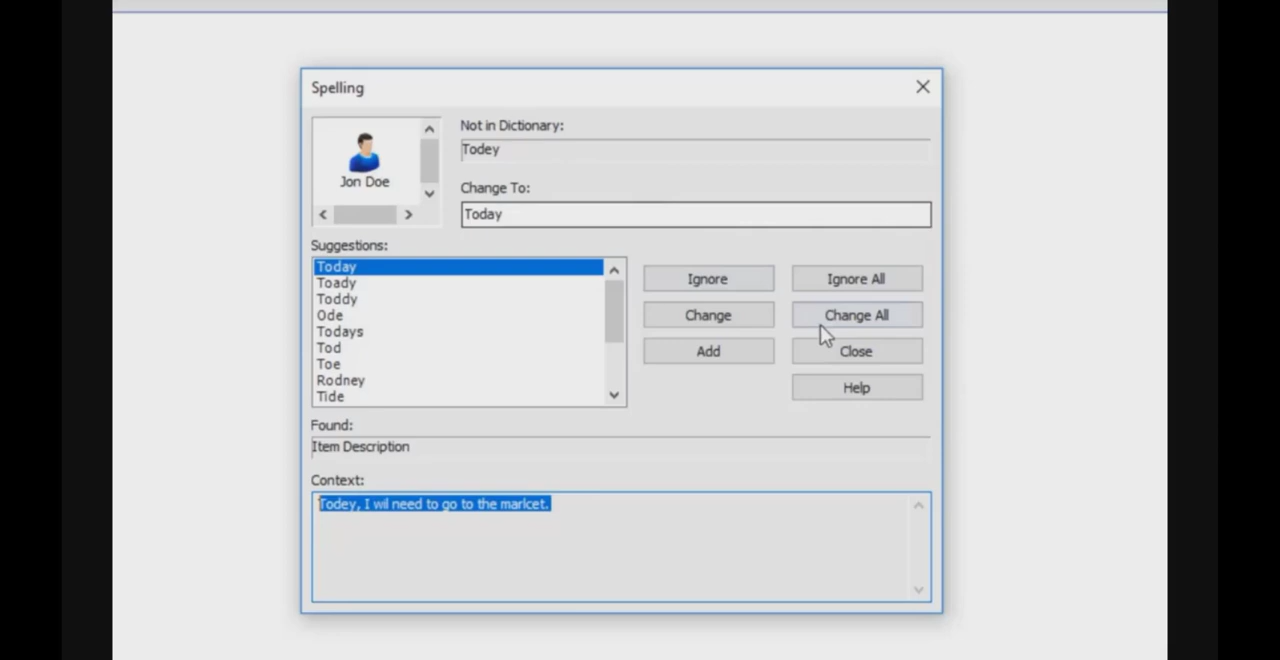 Spelling
Jon Doe
Not in Dictionary:
Todey
Change To:
Today
Suggestions:
Today
Toady
Toddy
Ode
Todays
Tod
Toe
Rodney
Tide
Ignore
Ignore All
Change
Change All
Add
Close
Help
Found:
Item Description
Context:
Todey, I wil need to go to the maricet.